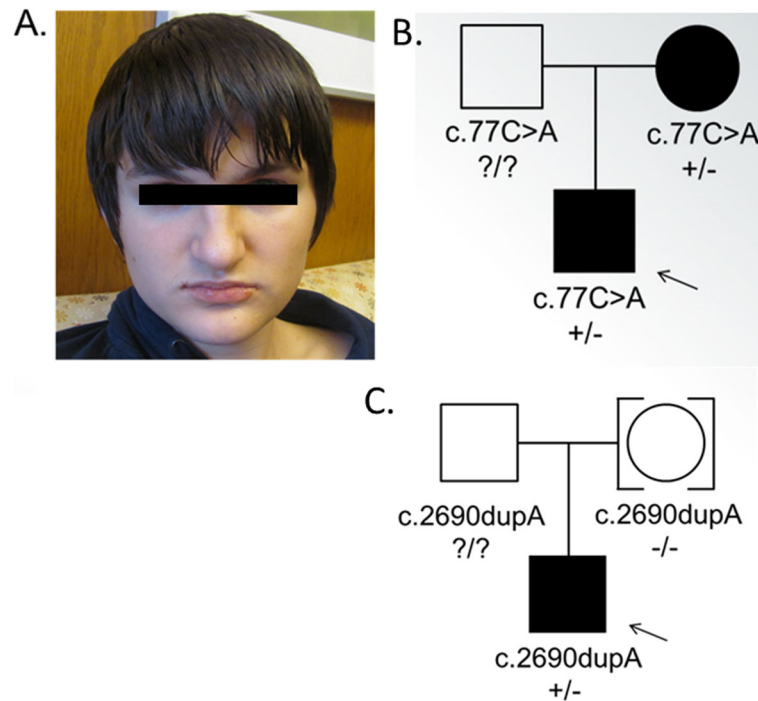 A.
B.
c.77C>A
?/?
c.77C>A
+/-
c.77C>A
+/-
C.
c.2690dupA
?/?
c.2690dupA
-/-
c.2690dupA
+/-